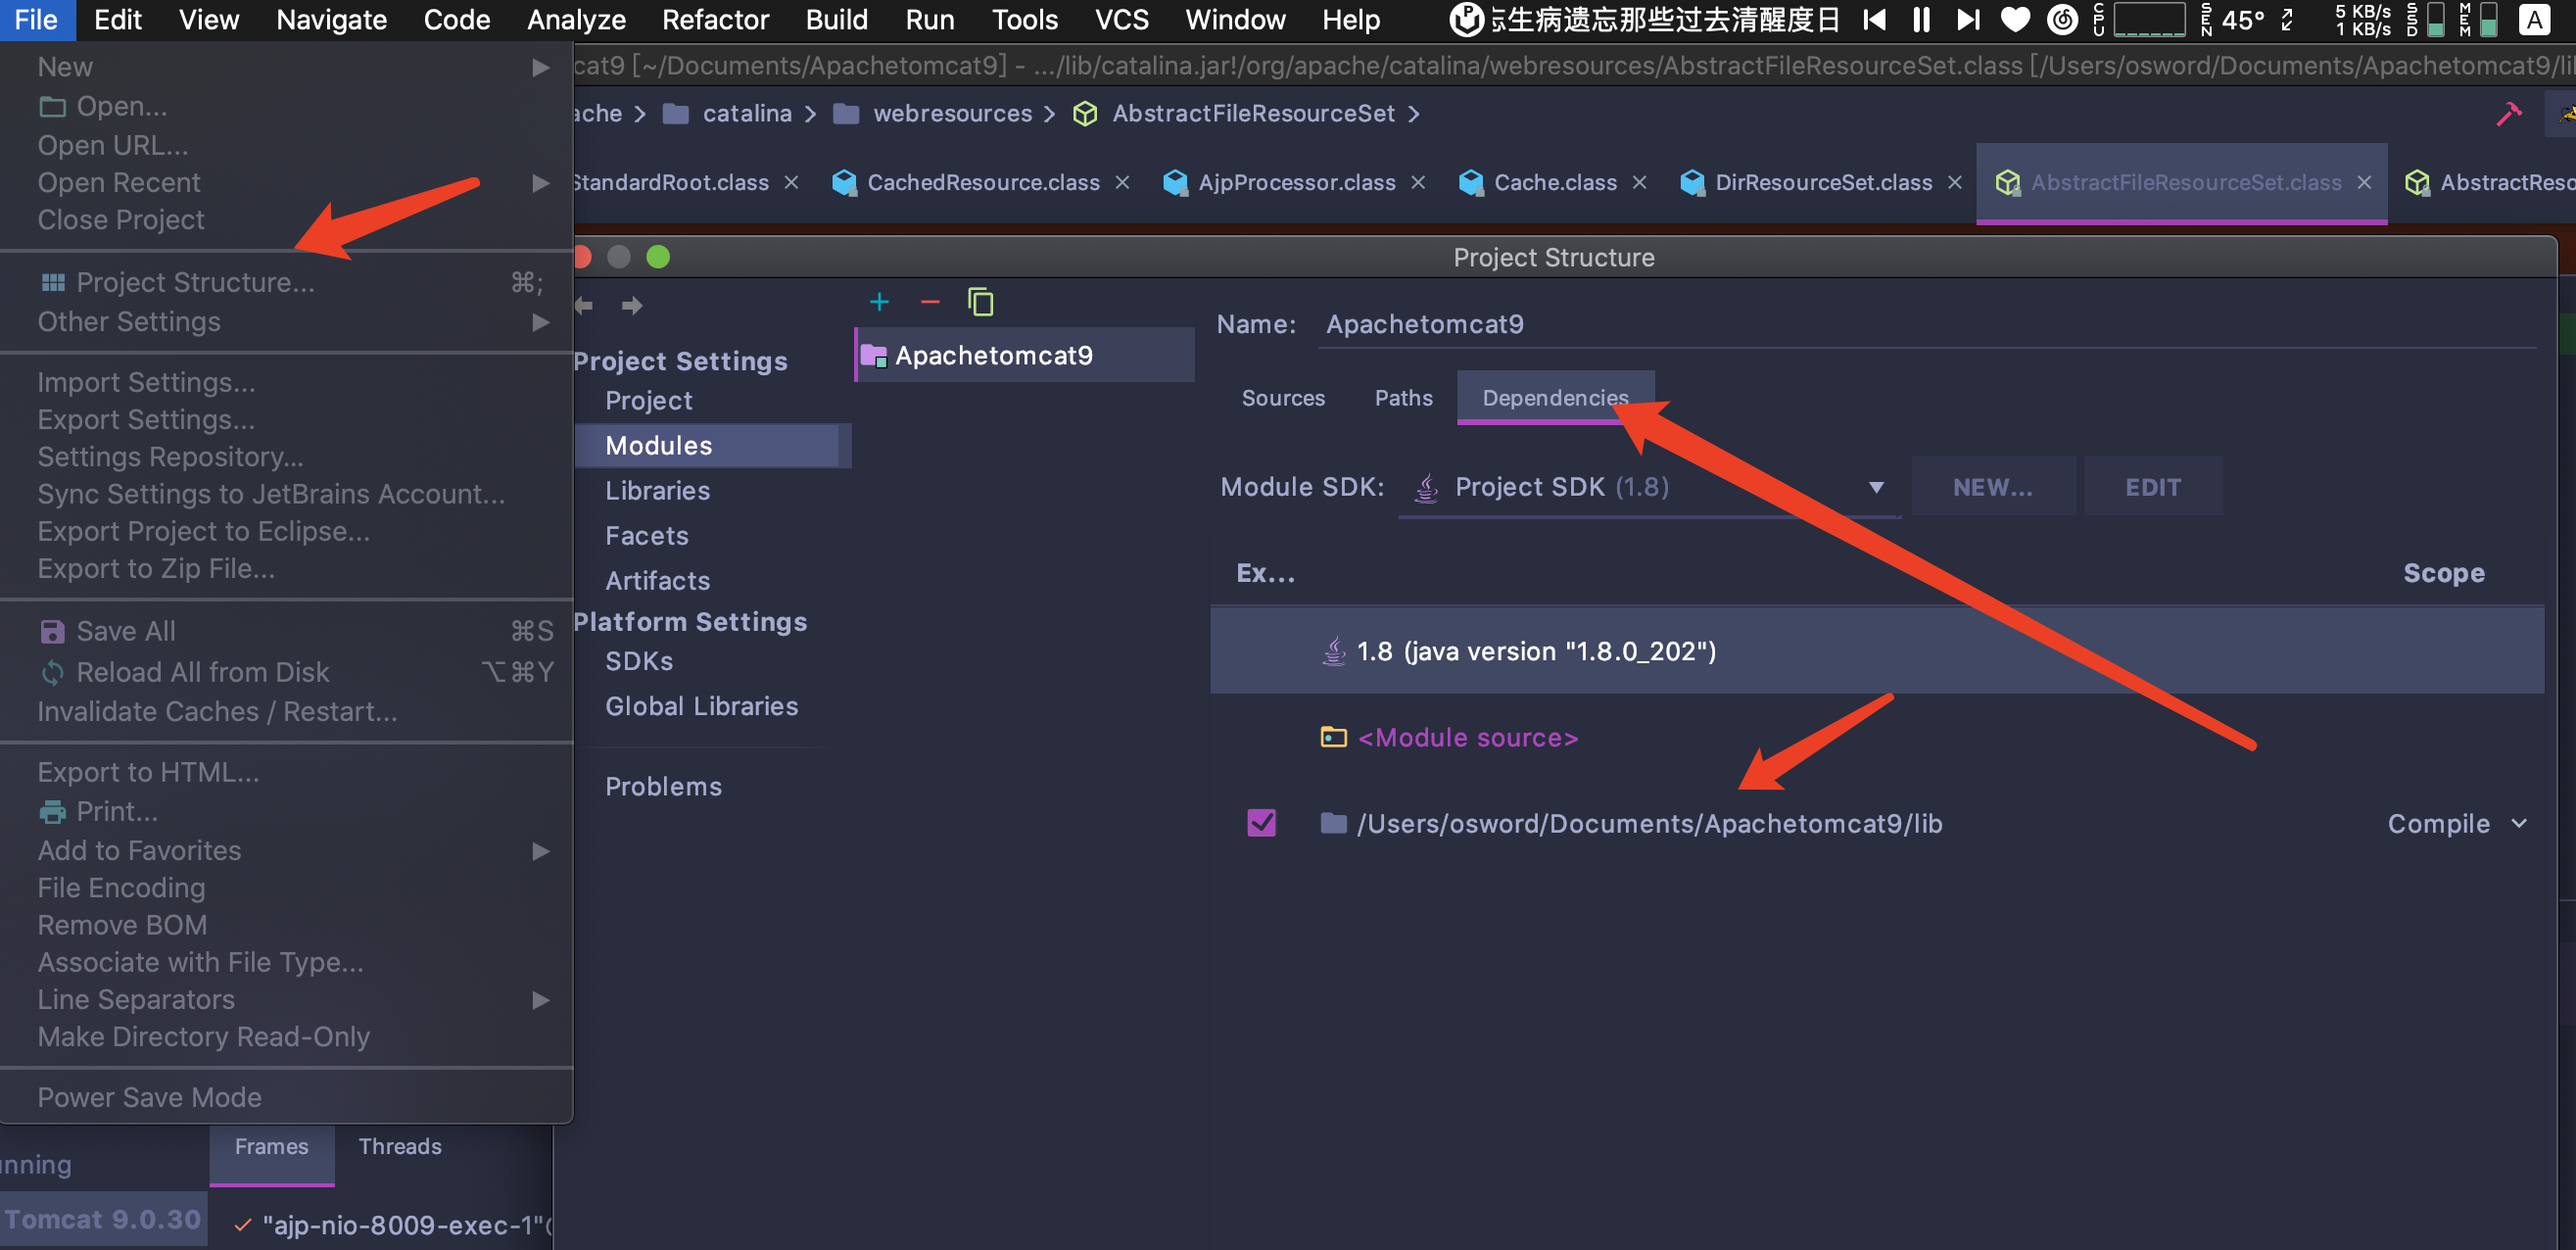 File Edit View Navigate Code Analyze Refactor Build Run Tools VCS Window Help 忘生病遗忘那些过去清醒度日 CPU SEN 45° 5 KB/s 1 KB/s SSD MEM A
cat9 [~/Documents/Apachetomcat9] - .../lib/catalina.jar!/org/apache/catalina/webresources/AbstractFileResourceSet.class [/Users/osword/Documents/Apachetomcat9/lib
ache catalina webresources AbstractFileResourceSet
StandardRoot.class CachedResource.class AjpProcessor.class Cache.class DirResourceSet.class AbstractFileResourceSet.class AbstractReso
New
Open...
Open URL...
Open Recent
Close Project
Project Structure... ⌘;
Other Settings
Import Settings...
Export Settings...
Settings Repository...
Sync Settings to JetBrains Account...
Export Project to Eclipse...
Export to Zip File...
Save All ⌘S
Reload All from Disk ⌥⌘Y
Invalidate Caches / Restart...
Export to HTML...
Print...
Add to Favorites
File Encoding
Remove BOM
Associate with File Type...
Line Separators
Make Directory Read-Only
Power Save Mode
Project Structure
Project Settings
Project
Modules
Libraries
Facets
Artifacts
Platform Settings
SDKs
Global Libraries
Problems
Apachetomcat9
Name: Apachetomcat9
Sources Paths Dependencies
Module SDK: Project SDK (1.8) NEW... EDIT
Ex... Scope
1.8 (java version "1.8.0_202")
<Module source>
/Users/osword/Documents/Apachetomcat9/lib Compile
unning
Frames Threads
Tomcat 9.0.30
"ajp-nio-8009-exec-1"@